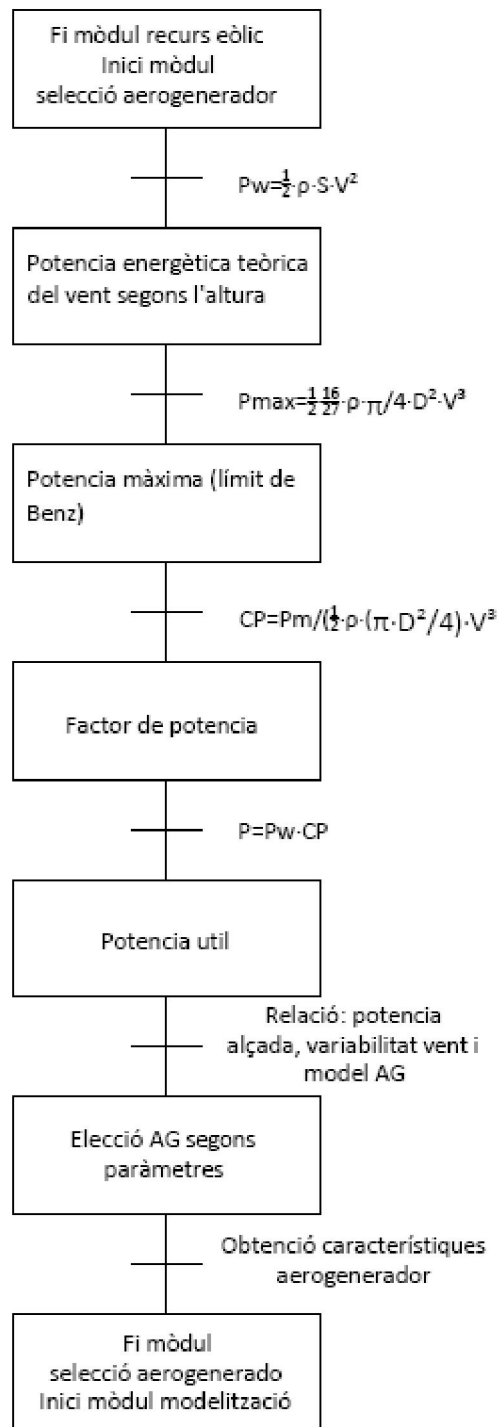 Fi mòdul recurs eòlic
Inici mòdul
selecció aerogenerador
Pw=½·ρ·S·V²
Potencia energètica teòrica
del vent segons l'altura
Pmax=½ 16/27·ρ·π/4·D²·V³
Potencia màxima (límit de
Benz)
CP=Pm/(½·ρ·(π·D²/4)·V³
Factor de potencia
P=Pw·CP
Potencia util
Relació: potencia
alçada, variabilitat vent i
model AG
Elecció AG segons
paràmetres
Obtenció característiques
aerogenerador
Fi mòdul
selecció aerogenerado
Inici mòdul modelització